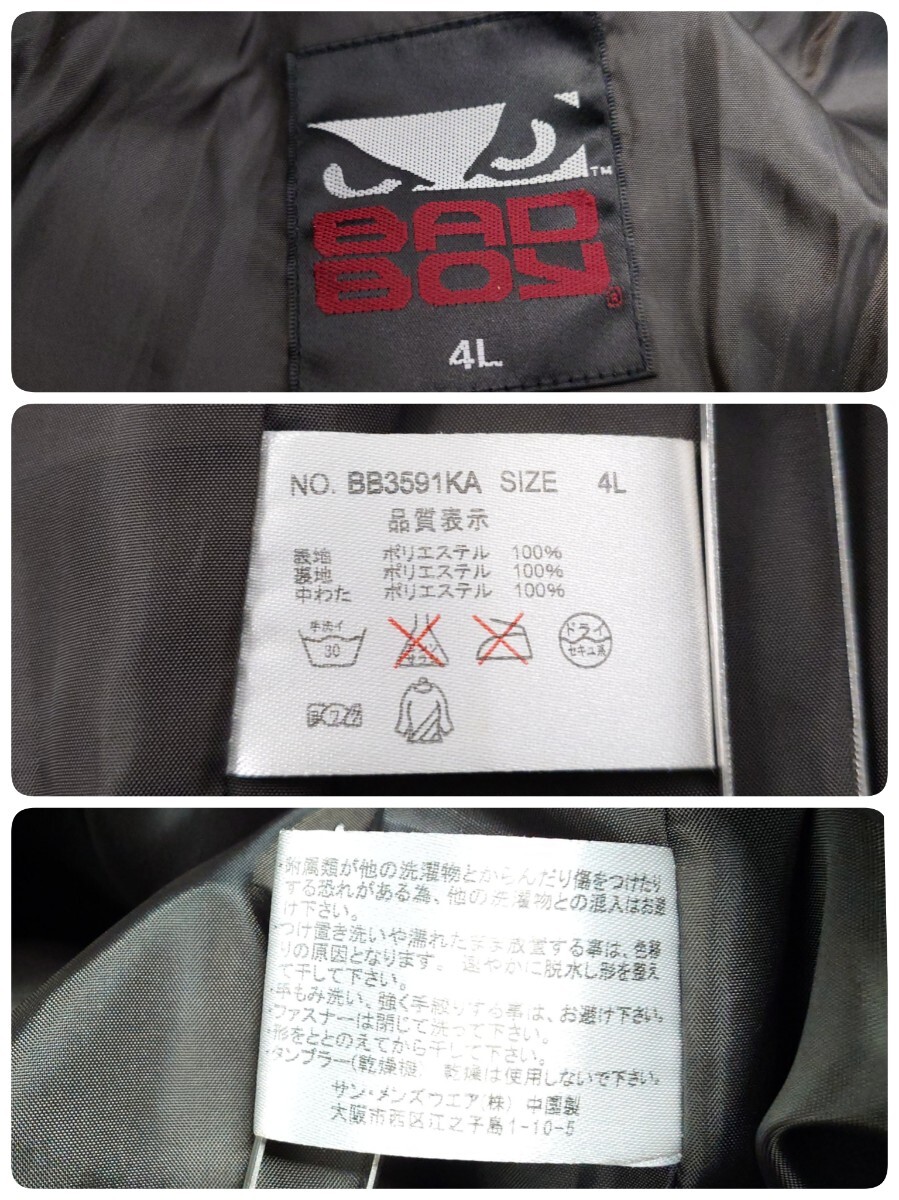 TM
BAD
BOY
®
4L
NO. BB3591KA SIZE 4L
品質表示
表地 ポリエステル 100%
裏地 ポリエステル 100%
中わた ポリエステル 100%
手洗イ
30
エンソ
サラシ
ドライ
セキユ系
・附属類が他の洗濯物とからんだり傷をつけたり
する恐れがある為、他の洗濯物との混入はお避
け下さい。
・つけ置き洗いや濡れたまま放置する事は、色移
りの原因となります。速やかに脱水し形を整え
て干して下さい。
・手もみ洗い、強く手絞りする事は、お避け下さい。
・ファスナーは閉じて洗って下さい。
・形をととのえてから干して下さい。
・タンブラー(乾燥機) 乾燥は使用しないで下さい。
サン・メンズウエア(株) 中国製
大阪市西区江之子島1-10-5